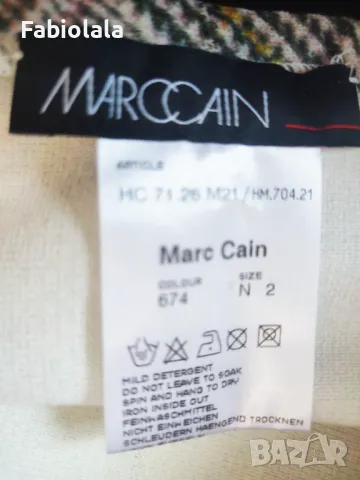 Fabiolala
MARCCAIN
ARTICLE
HC 71.26 M21/HM.704.21
Marc Cain
COLOUR SIZE
674 N 2
MILD DETERGENT
DO NOT LEAVE TO SOAK
SPIN AND HANG TO DRY
IRON INSIDE OUT
FEINWASCHMITTEL
NICHT EINWEICHEN
SCHLEUDERN HAENGEND TROCKNEN
BAZAR